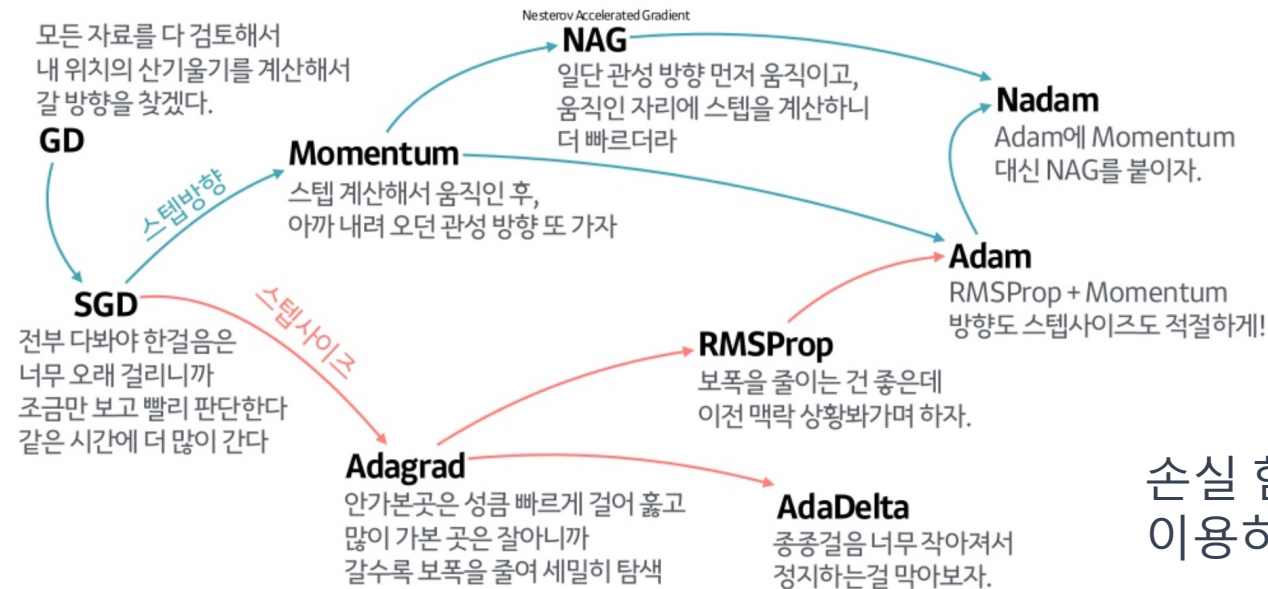 모든 자료를 다 검토해서
내 위치의 산기울기를 계산해서
갈 방향을 찾겠다.
GD
스텝방향
SGD
전부 다봐야 한걸음은
너무 오래 걸리니까
조금만 보고 빨리 판단한다
같은 시간에 더 많이 간다
Momentum
스텝 계산해서 움직인 후,
아까 내려 오던 관성 방향 또 가자
Nesterov Accelerated Gradient
NAG
일단 관성 방향 먼저 움직이고,
움직인 자리에 스텝을 계산하니
더 빠르더라
Nadam
Adam에 Momentum
대신 NAG를 붙이자.
Adam
RMSProp + Momentum
방향도 스텝사이즈도 적절하게!
스텝사이즈
RMSProp
보폭을 줄이는 건 좋은데
이전 맥락 상황봐가며 하자.
Adagrad
안가본곳은 성큼 빠르게 걸어 훓고
많이 가본 곳은 잘아니까
갈수록 보폭을 줄여 세밀히 탐색
AdaDelta
종종걸음 너무 작아져서
정지하는걸 막아보자.
손실
이용